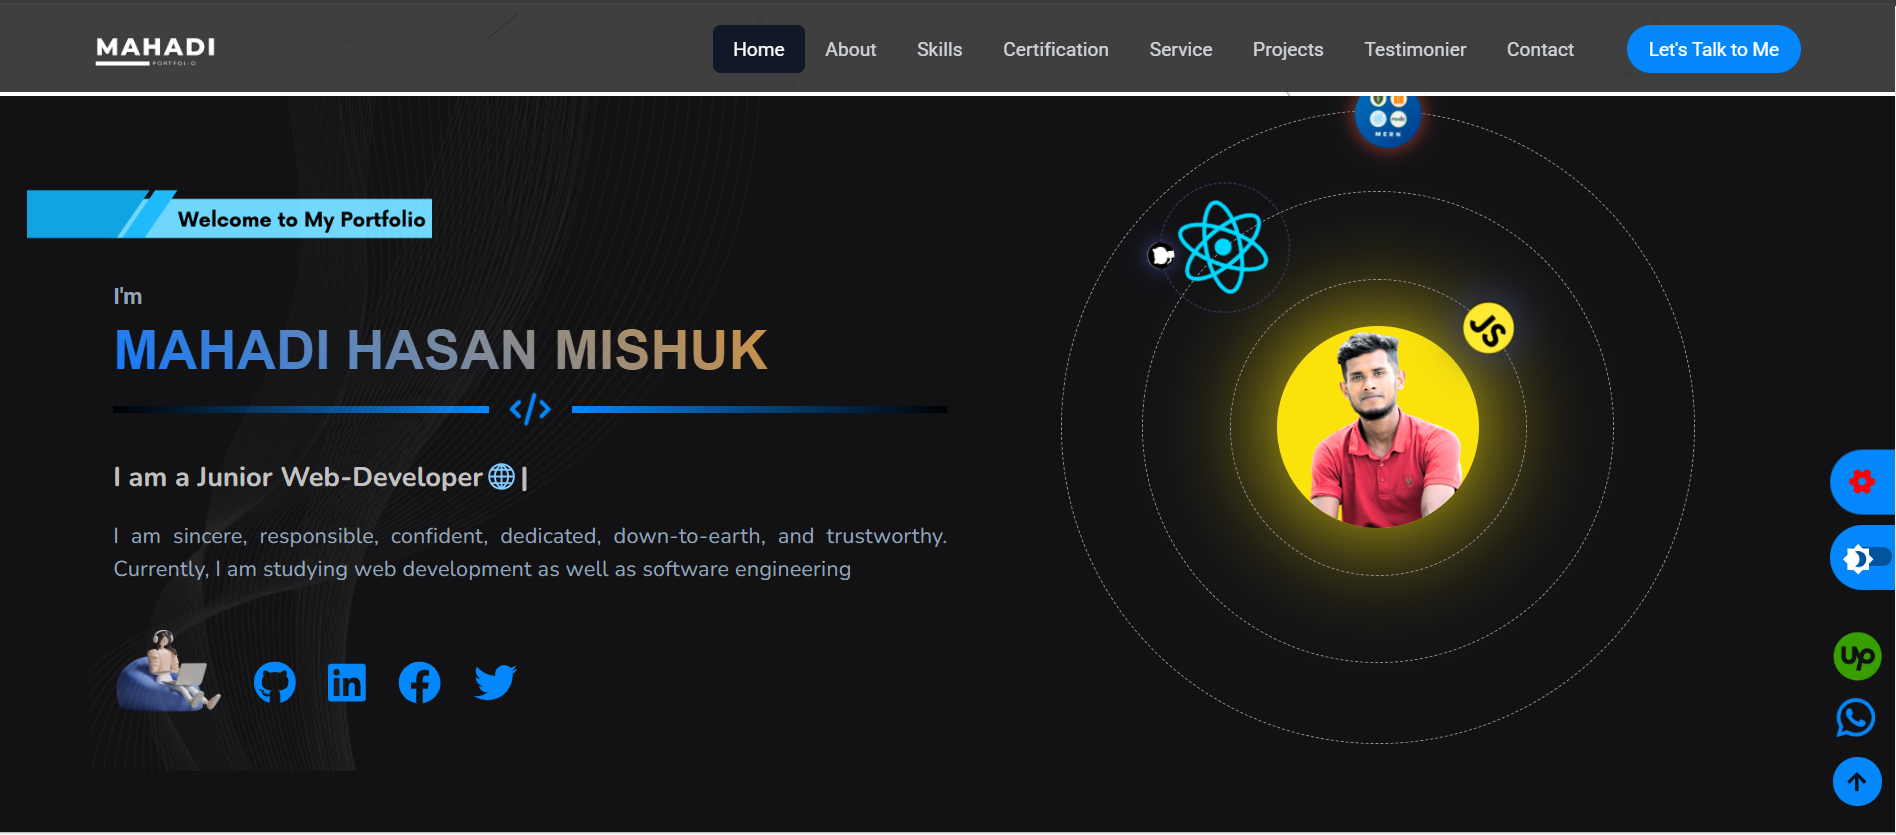 MAHADI
PORTFOLIO
Home
About
Skills
Certification
Service
Projects
Testimonier
Contact
Let's Talk to Me
MERN
Welcome to My Portfolio
I'm
MAHADI HASAN MISHUK
</>
JS
I am a Junior Web-Developer🌐|
I am sincere, responsible, confident, dedicated, down-to-earth, and trustworthy.
Currently, I am studying web development as well as software engineering
in
up